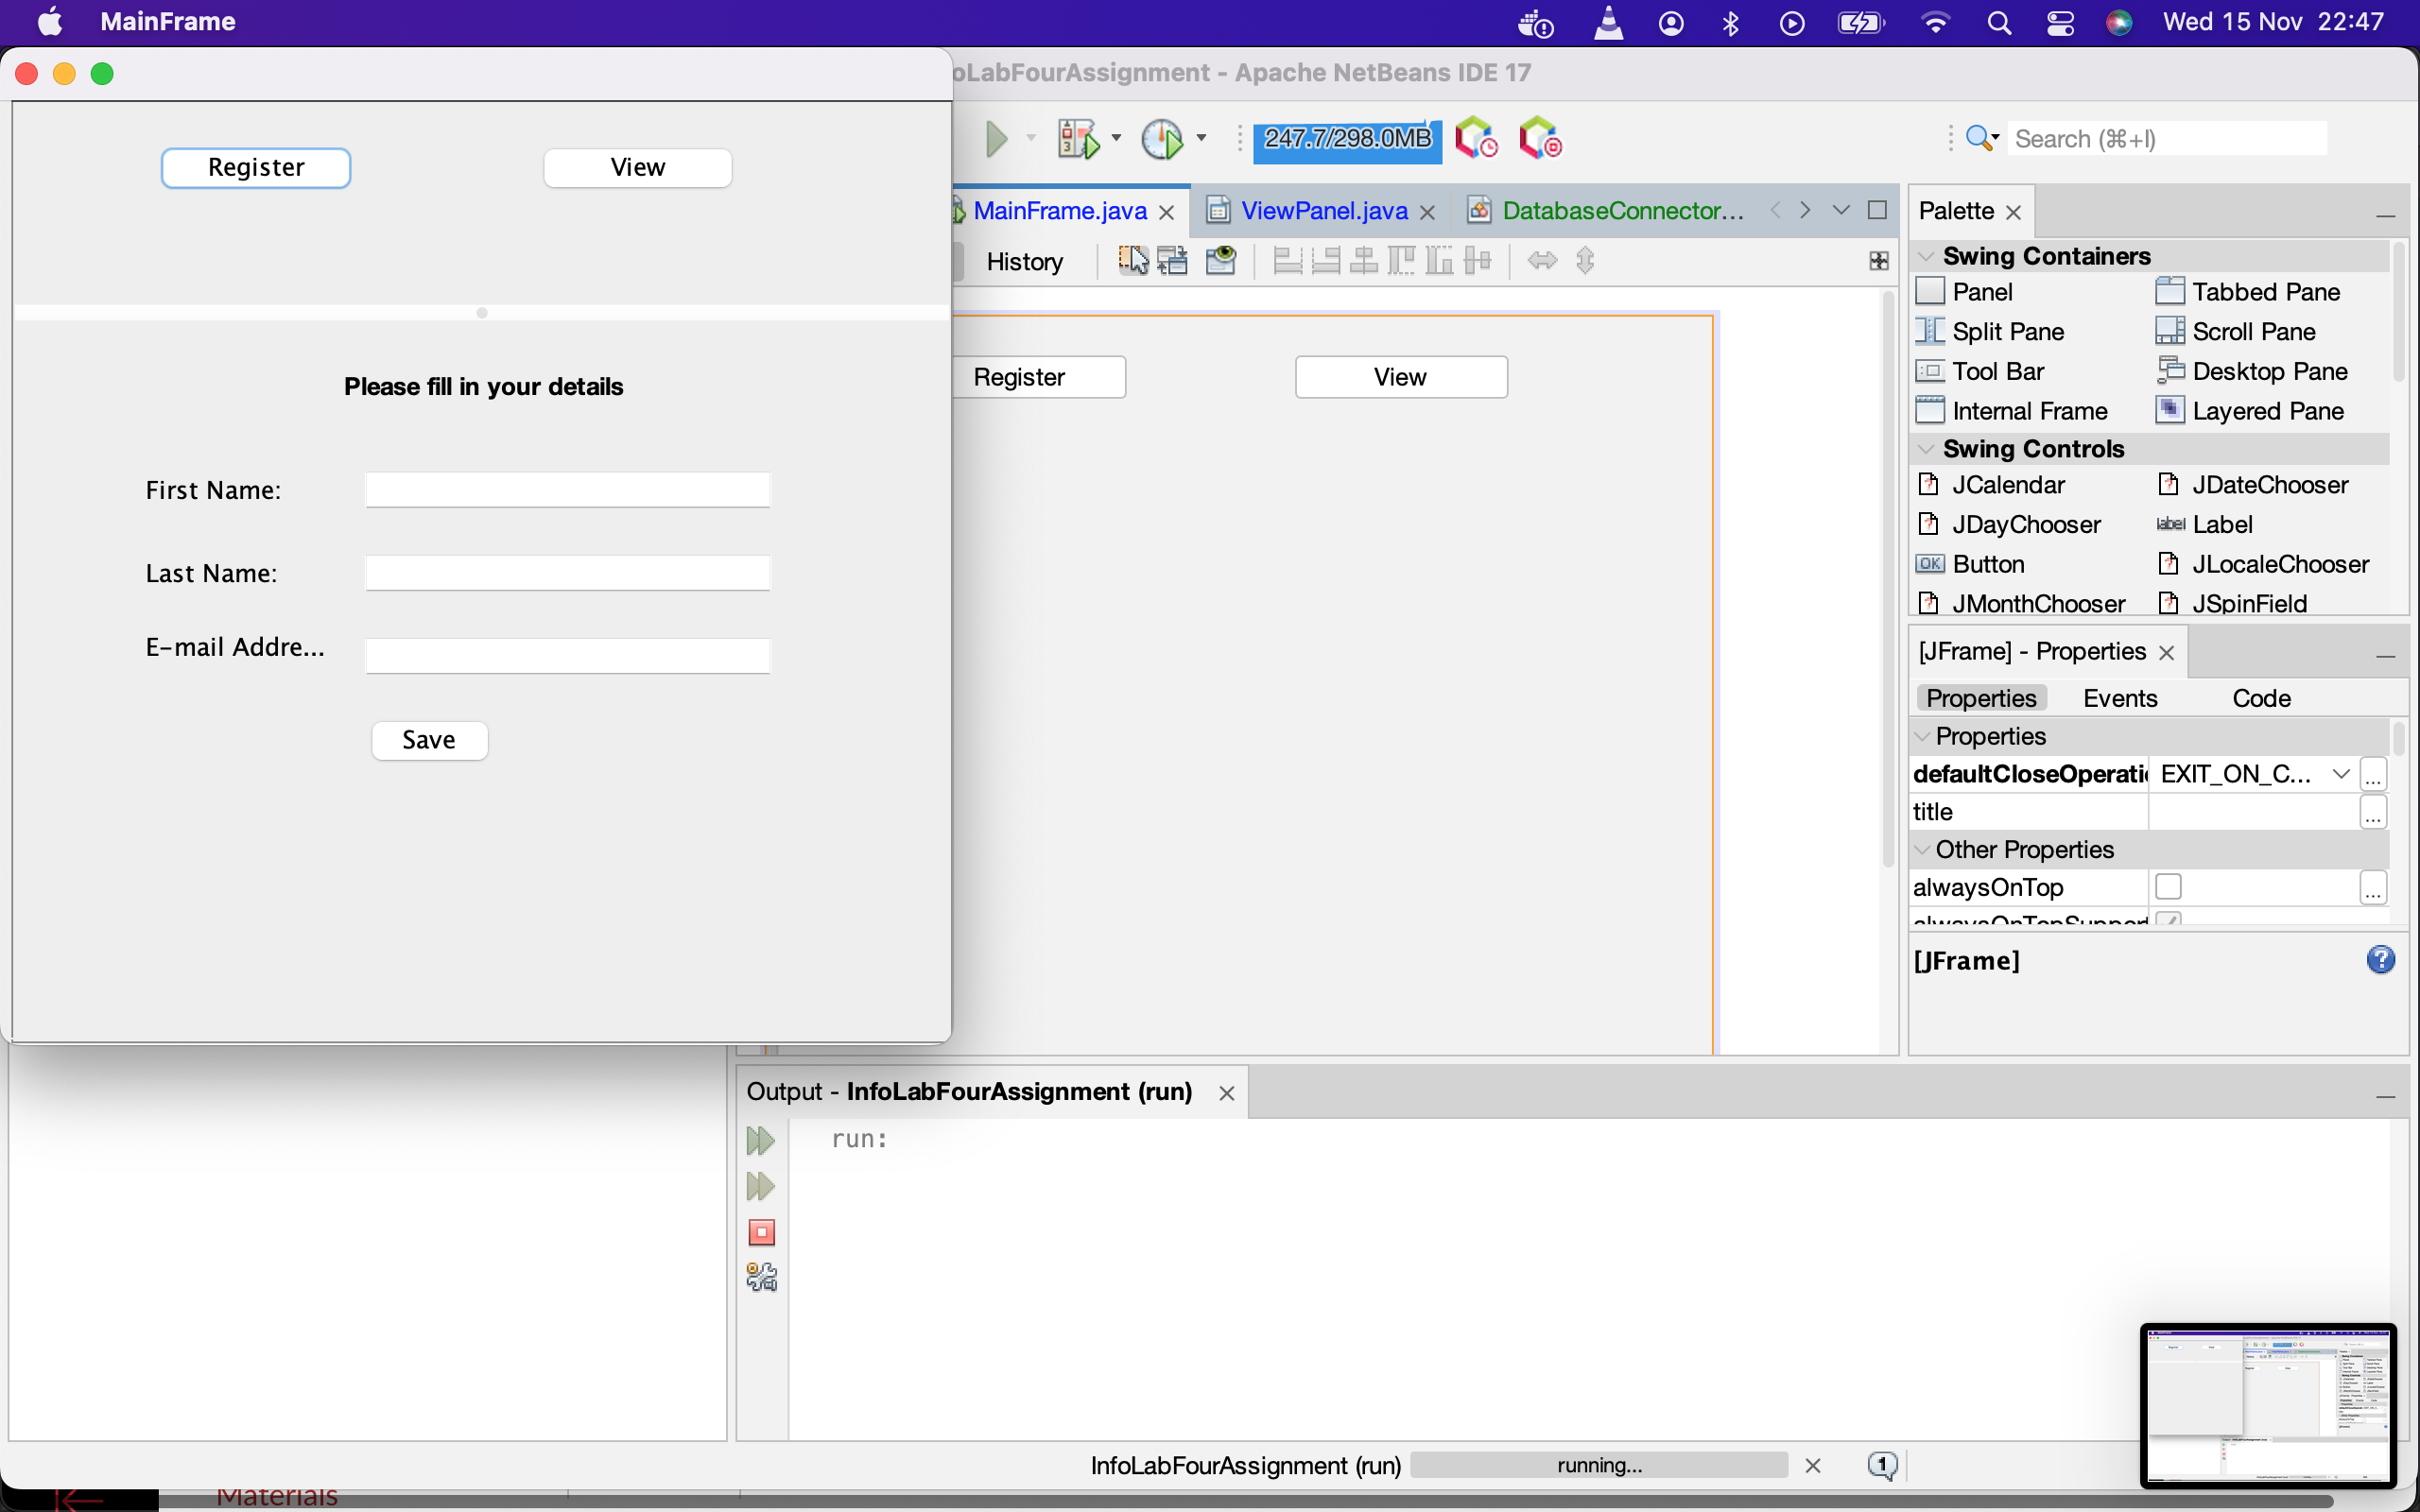 MainFrame
Wed 15 Nov 22:47
oLabFourAssignment - Apache NetBeans IDE 17
Register
View
Please fill in your details
First Name:
Last Name:
E-mail Addre...
Save
247.7/298.0MB
Search (⌘+I)
MainFrame.java
ViewPanel.java
DatabaseConnector...
History
Register
View
Palette
Swing Containers
Panel
Tabbed Pane
Split Pane
Scroll Pane
Tool Bar
Desktop Pane
Internal Frame
Layered Pane
Swing Controls
JCalendar
JDateChooser
JDayChooser
label Label
OK Button
JLocaleChooser
JMonthChooser
JSpinField
[JFrame] - Properties
Properties
Events
Code
Properties
defaultCloseOperati
EXIT_ON_C...
...
title
...
Other Properties
alwaysOnTop
...
alwaysOnTopSupport
[JFrame]
Output - InfoLabFourAssignment (run)
run:
InfoLabFourAssignment (run)
running...
1
Materials